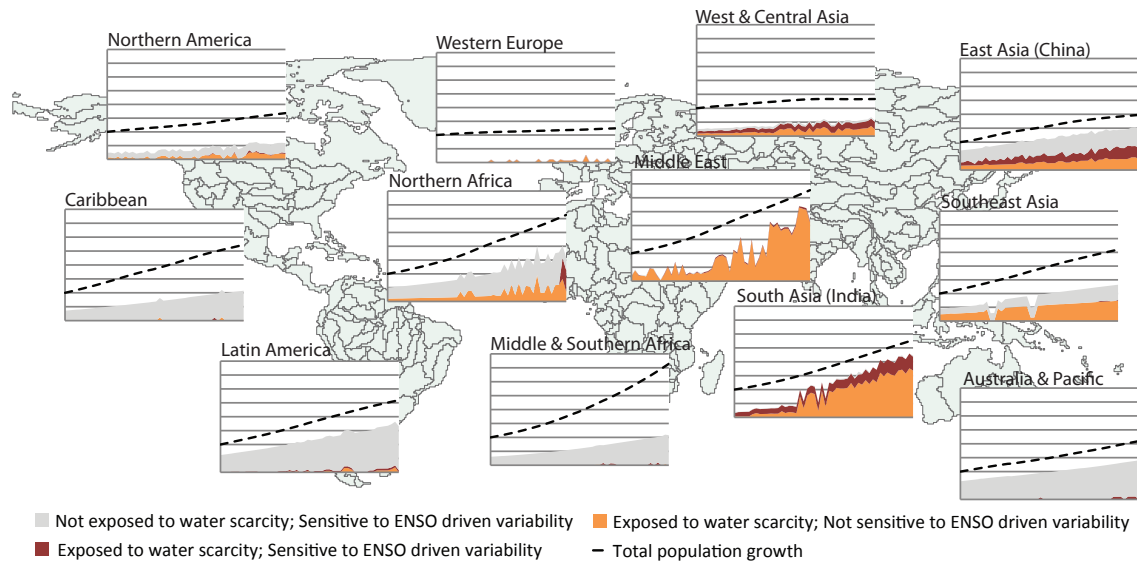 West & Central Asia
Northern America
Western Europe
East Asia (China)
Middle East
Northern Africa
Caribbean
Southeast Asia
South Asia (India)
Latin America
Middle & Southern Africa
Australia & Pacific
Not exposed to water scarcity; Sensitive to ENSO driven variability
Exposed to water scarcity; Not sensitive to ENSO driven variability
Exposed to water scarcity; Sensitive to ENSO driven variability
Total population growth